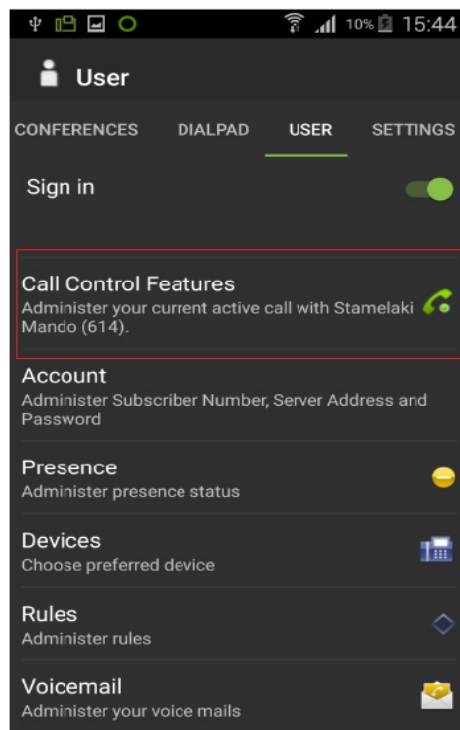 10% 15:44
User
CONFERENCES DIALPAD USER SETTINGS
Sign in
Call Control Features
Administer your current active call with Stamelaki
Mando (614).
Account
Administer Subscriber Number, Server Address and
Password
Presence
Administer presence status
Devices
Choose preferred device
Rules
Administer rules
Voicemail
Administer your voice mails